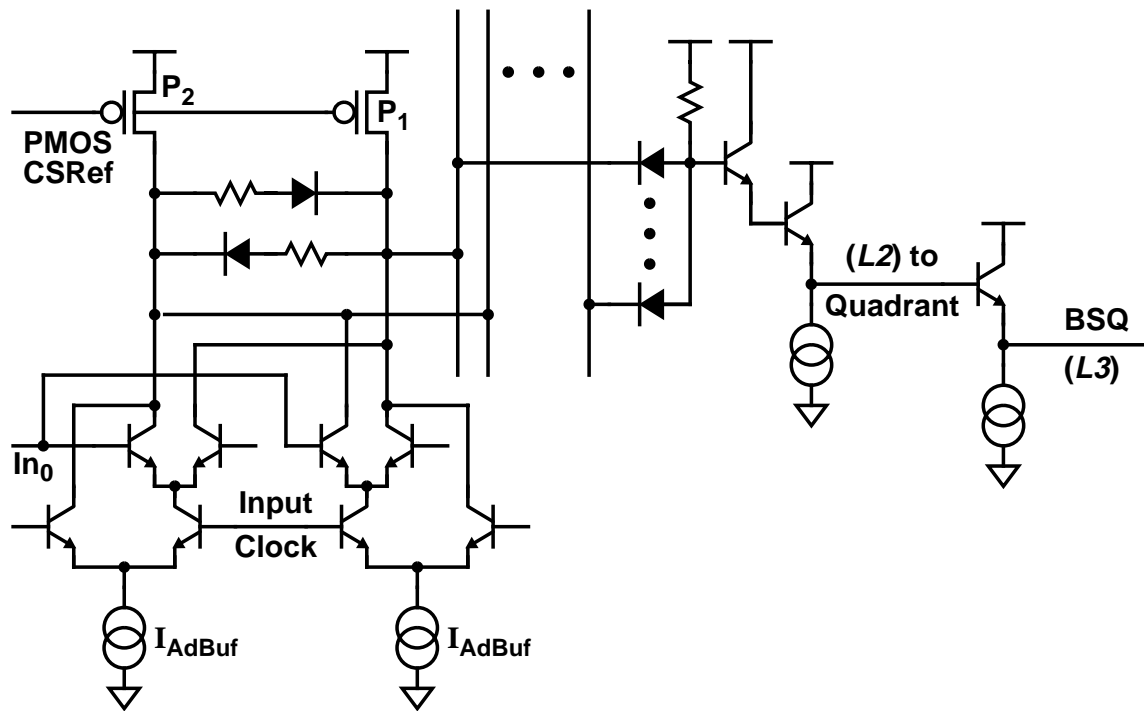 P2
P1
PMOS
CSRef
(L2) to
Quadrant
BSQ
(L3)
In0
Input
Clock
IAdBuf
IAdBuf